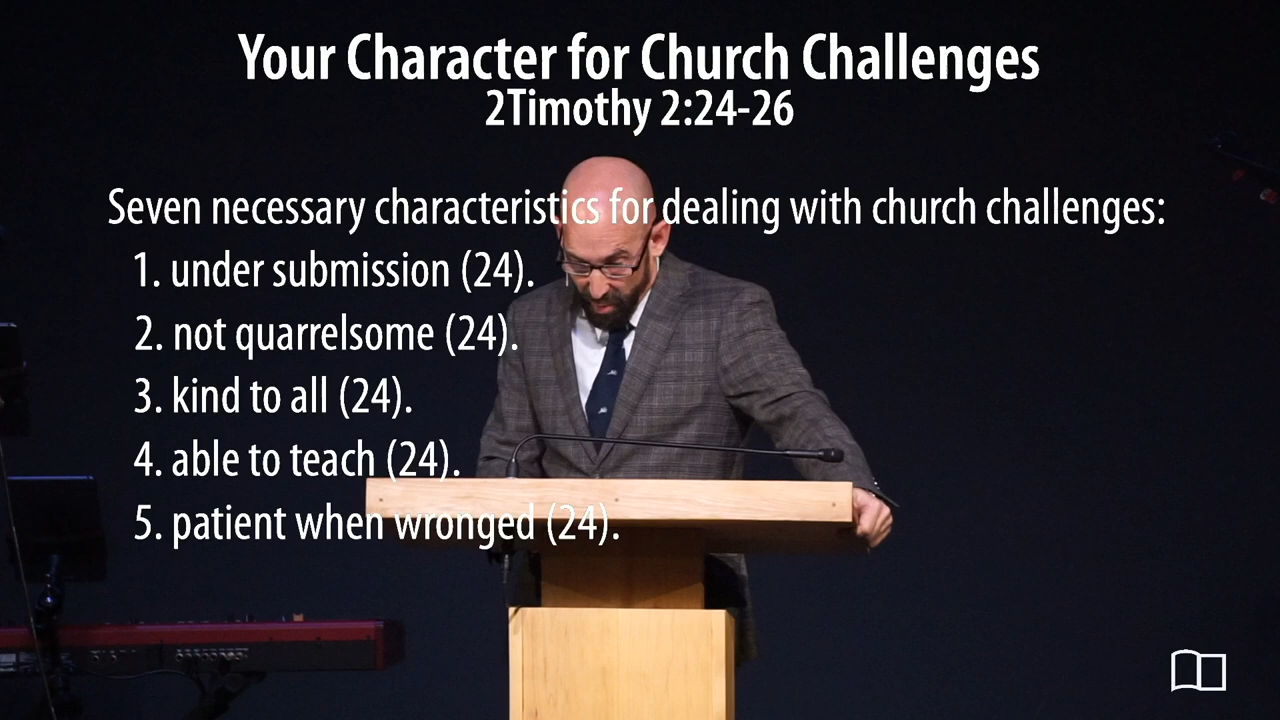 Your Character for Church Challenges
2Timothy 2:24-26
Seven necessary characteristics for dealing with church challenges:
1. under submission (24).
2. not quarrelsome (24).
3. kind to all (24).
4. able to teach (24).
5. patient when wronged (24).